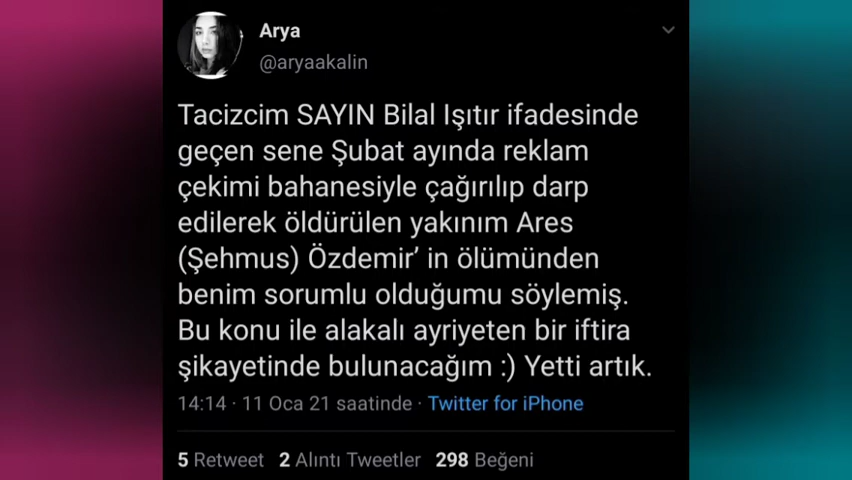 Arya
@aryaakalin
Tacizcim SAYIN Bilal Işıtır ifadesinde
geçen sene Şubat ayında reklam
çekimi bahanesiyle çağırılıp darp
edilerek öldürülen yakınım Ares
(Şehmus) Özdemir’ in ölümünden
benim sorumlu olduğumu söylemiş.
Bu konu ile alakalı ayriyeten bir iftira
şikayetinde bulunacağım :) Yetti artık.
14:14 · 11 Oca 21 saatinde · Twitter for iPhone
5 Retweet 2 Alıntı Tweetler 298 Beğeni